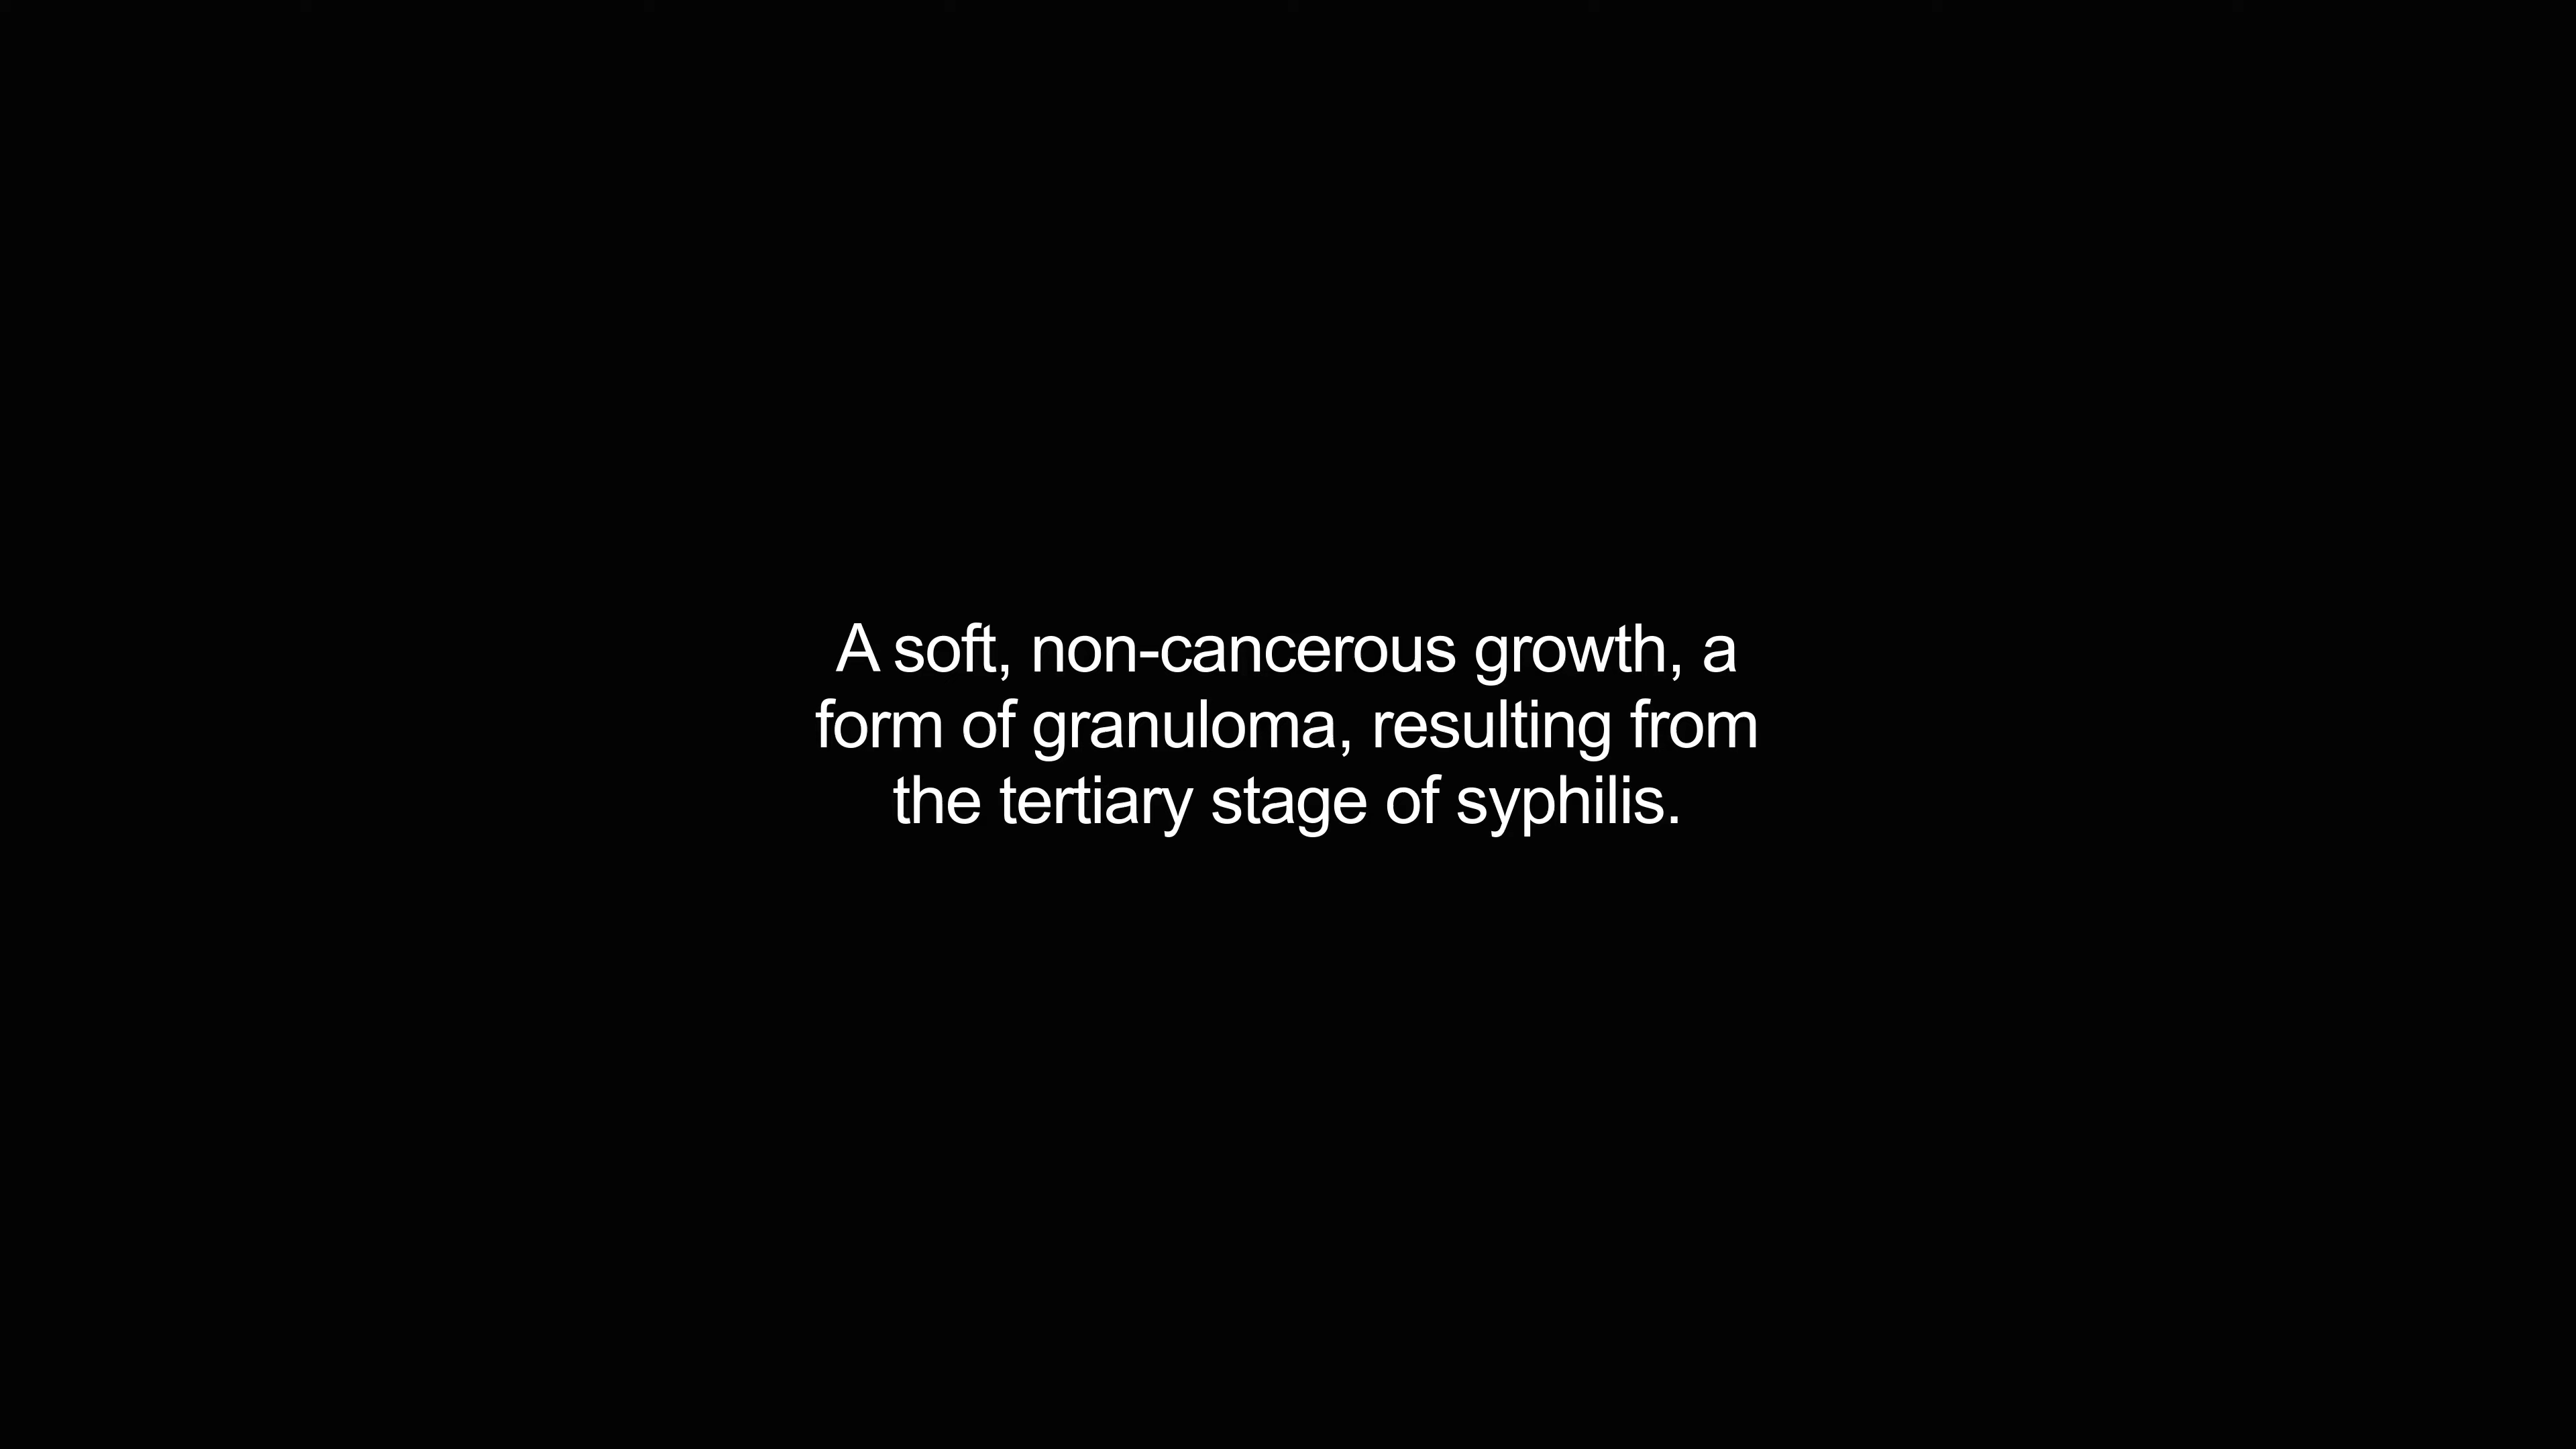 A soft, non-cancerous growth, a
form of granuloma, resulting from
the tertiary stage of syphilis.